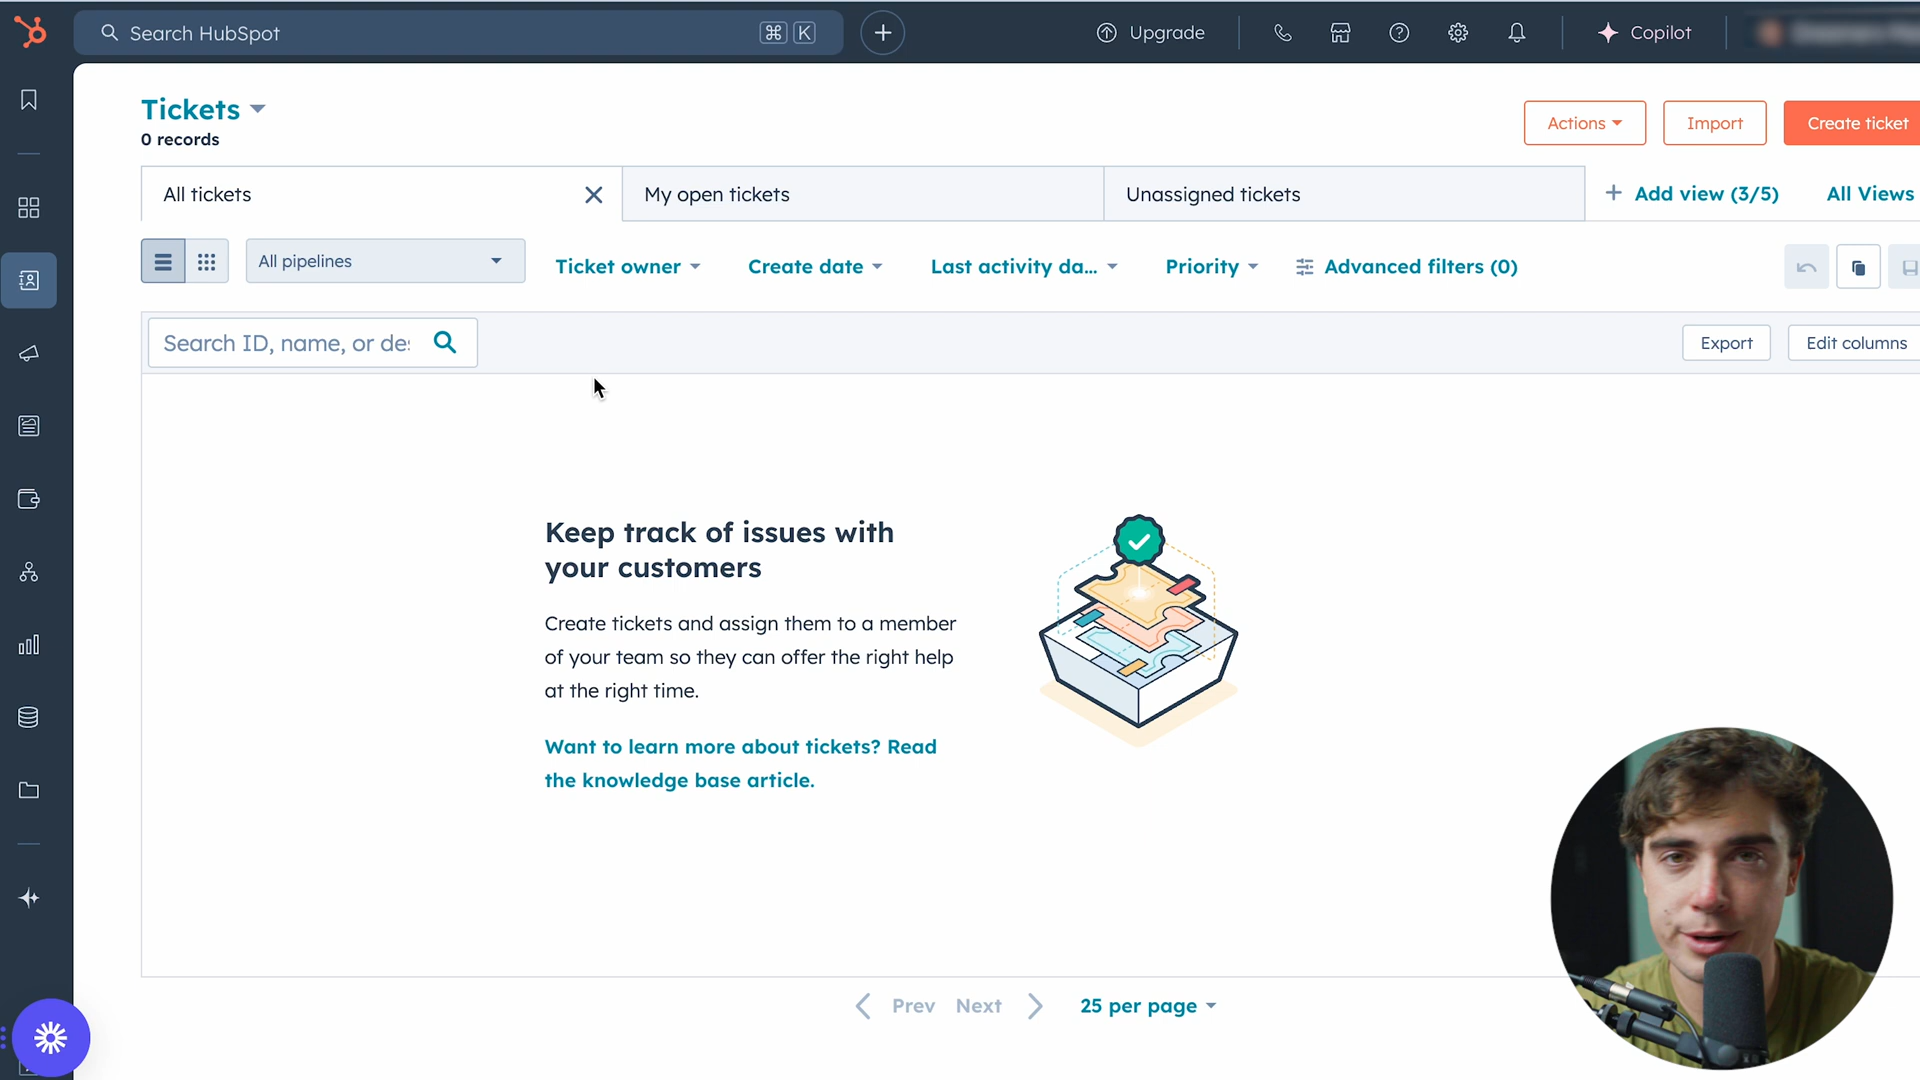 Search HubSpot
⌘ K
Upgrade
Copilot
Tickets
0 records
Actions
Import
Create ticket
All tickets
My open tickets
Unassigned tickets
+ Add view (3/5)
All Views
All pipelines
Ticket owner
Create date
Last activity da...
Priority
Advanced filters (0)
Search ID, name, or des
Export
Edit columns
Keep track of issues with
your customers
Create tickets and assign them to a member
of your team so they can offer the right help
at the right time.
Want to learn more about tickets? Read
the knowledge base article.
Prev
Next
25 per page